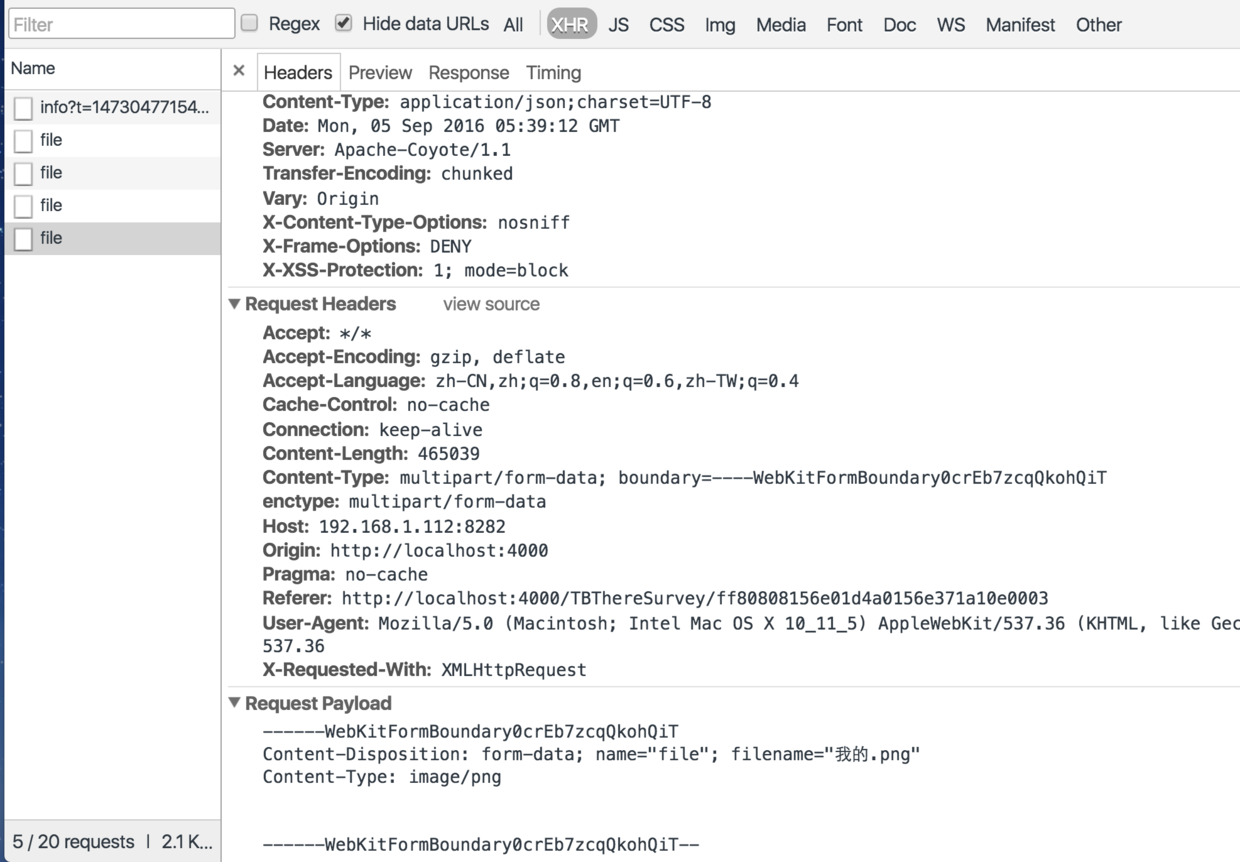 Filter Regex Hide data URLs All XHR JS CSS Img Media Font Doc WS Manifest Other
Name
info?t=14730477154...
file
file
file
file
5 / 20 requests | 2.1 K...
× Headers Preview Response Timing
Content-Type: application/json;charset=UTF-8
Date: Mon, 05 Sep 2016 05:39:12 GMT
Server: Apache-Coyote/1.1
Transfer-Encoding: chunked
Vary: Origin
X-Content-Type-Options: nosniff
X-Frame-Options: DENY
X-XSS-Protection: 1; mode=block
▼ Request Headers view source
Accept: */*
Accept-Encoding: gzip, deflate
Accept-Language: zh-CN,zh;q=0.8,en;q=0.6,zh-TW;q=0.4
Cache-Control: no-cache
Connection: keep-alive
Content-Length: 465039
Content-Type: multipart/form-data; boundary=----WebKitFormBoundary0crEb7zcqQkohQiT
enctype: multipart/form-data
Host: 192.168.1.112:8282
Origin: http://localhost:4000
Pragma: no-cache
Referer: http://localhost:4000/TBThereSurvey/ff80808156e01d4a0156e371a10e0003
User-Agent: Mozilla/5.0 (Macintosh; Intel Mac OS X 10_11_5) AppleWebKit/537.36 (KHTML, like Gec
537.36
X-Requested-With: XMLHttpRequest
▼ Request Payload
------WebKitFormBoundary0crEb7zcqQkohQiT
Content-Disposition: form-data; name="file"; filename="我的.png"
Content-Type: image/png
------WebKitFormBoundary0crEb7zcqQkohQiT--